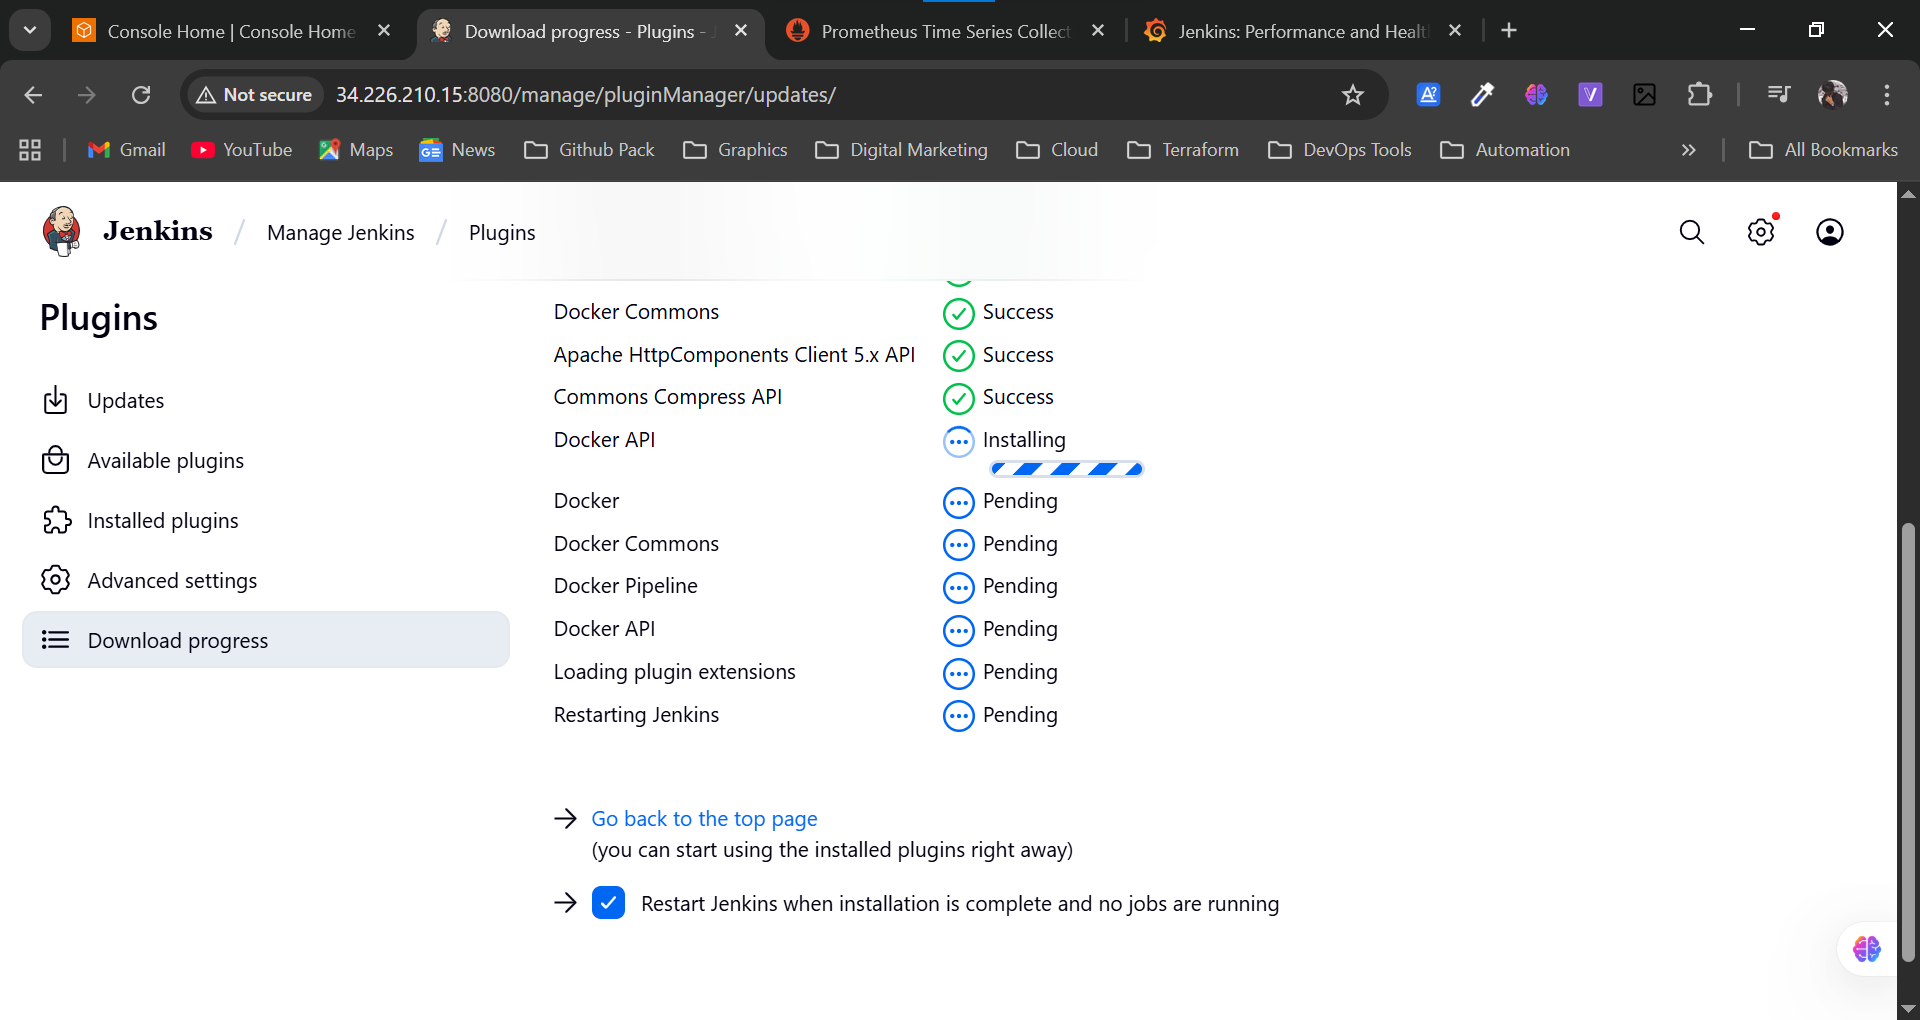 Console Home | Console Home
Download progress - Plugins -
Prometheus Time Series Collect
Jenkins: Performance and Healt
Not secure
34.226.210.15:8080/manage/pluginManager/updates/
Gmail
YouTube
Maps
News
Github Pack
Graphics
Digital Marketing
Cloud
Terraform
DevOps Tools
Automation
»
All Bookmarks
Jenkins / Manage Jenkins / Plugins
Plugins
Updates
Available plugins
Installed plugins
Advanced settings
Download progress
Docker Commons Success
Apache HttpComponents Client 5.x API Success
Commons Compress API Success
Docker API Installing
Docker Pending
Docker Commons Pending
Docker Pipeline Pending
Docker API Pending
Loading plugin extensions Pending
Restarting Jenkins Pending
Go back to the top page
(you can start using the installed plugins right away)
Restart Jenkins when installation is complete and no jobs are running